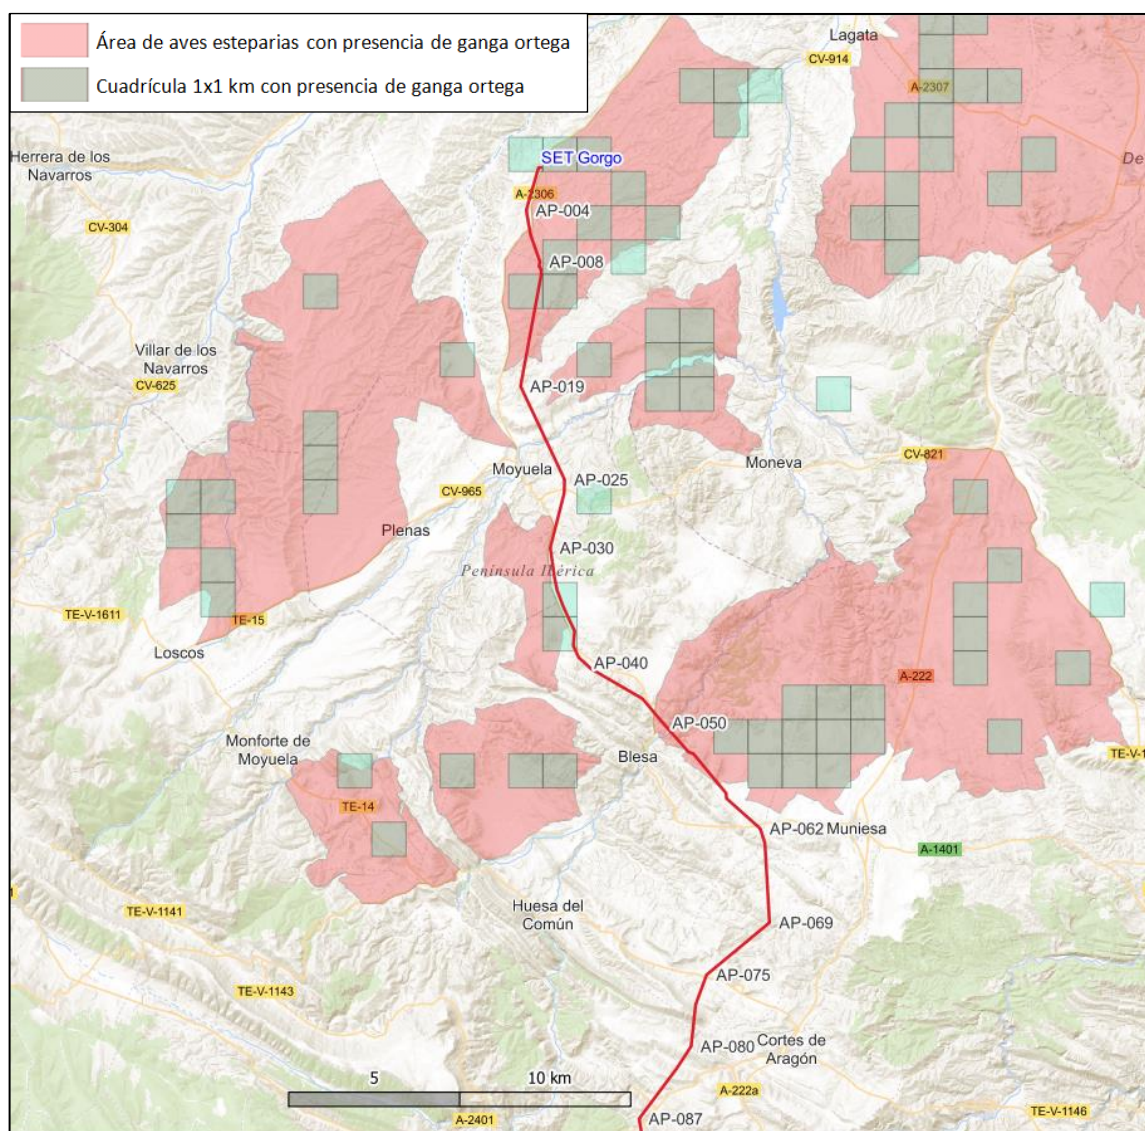 Área de aves esteparias con presencia de ganga ortega
Cuadrícula 1x1 km con presencia de ganga ortega
Lagata
CV-914
A-2307
Herrera de los
Navarros
SET Gorgo
De
A-2306
AP-004
CV-304
AP-008
Villar de los
Navarros
CV-625
AP-019
Moyuela
Moneva
CV-821
AP-025
CV-965
Plenas
AP-030
Península Ibérica
TE-V-1611
TE-15
Loscos
AP-040
A-222
AP-050
Monforte de
Moyuela
Blesa
TE-V-1
TE-14
AP-062
Muniesa
A-1401
1
TE-V-1141
Huesa del
Común
AP-069
AP-075
TE-V-1143
AP-080
Cortes de
Aragón
5
10 km
A-222a
A-2401
AP-087
TE-V-1146